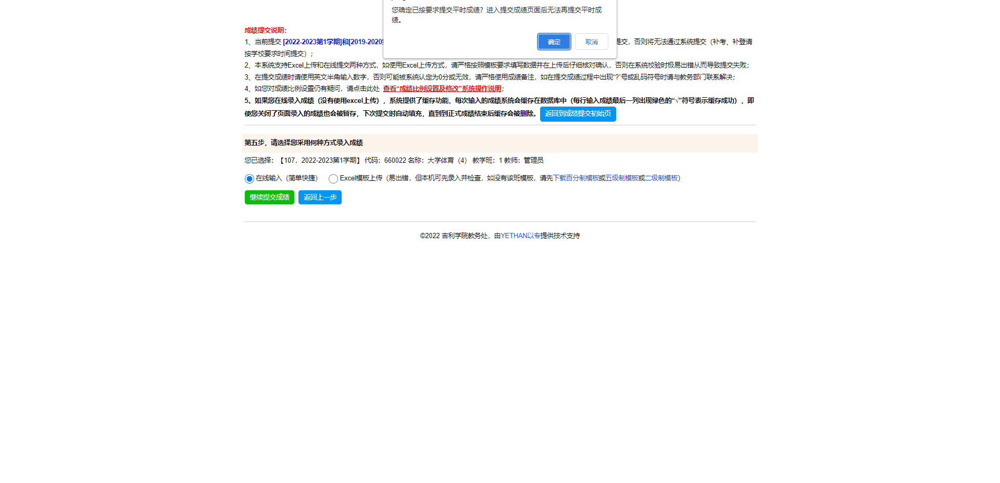 您确定已按要求提交平时成绩？进入提交成绩页面后无法再提交平时成
绩。
确定
取消
成绩提交说明：
1、当前提交 [2022-2023第1学期]和[2019-2020 提交，否则将无法通过系统提交（补考、补登请
按学校要求时间提交）；
2、本系统支持Excel上传和在线提交两种方式，如使用Excel上传方式，请严格按照模板要求填写数据并在上传后仔细核对确认，否则在系统校验时极易出错从而导致提交失败；
3、在提交成绩时请使用英文半角输入数字，否则可能被系统认定为0分或无效，请严格使用成绩备注，如在提交成绩过程中出现“?”号或乱码符号时请与教务部门联系解决；
4、如您对成绩比例设置仍有疑问，请点击此处 查看“成绩比例设置及修改”系统操作说明；
5、如果您在线录入成绩（没有使用excel上传），系统提供了缓存功能，每次输入的成绩系统会缓存在数据库中（每行输入成绩最后一列出现绿色的“√”符号表示缓存成功），即
使您关闭了页面录入的成绩也会被暂存，下次提交时自动填充，直到到正式成绩结束后缓存会被删除。 返回到成绩提交初始页
第五步，请选择您采用何种方式录入成绩
您已选择：【107，2022-2023第1学期】 代码：660022 名称：大学体育（4） 教学班：1 教师：管理员
在线输入（简单快捷） Excel模板上传（易出错，但本机可先录入并检查，如没有该班模板，请先下载百分制模板或五级制模板或二级制模板）
继续提交成绩 返回上一步
©2022 吉利学院教务处，由YETHAN以专提供技术支持